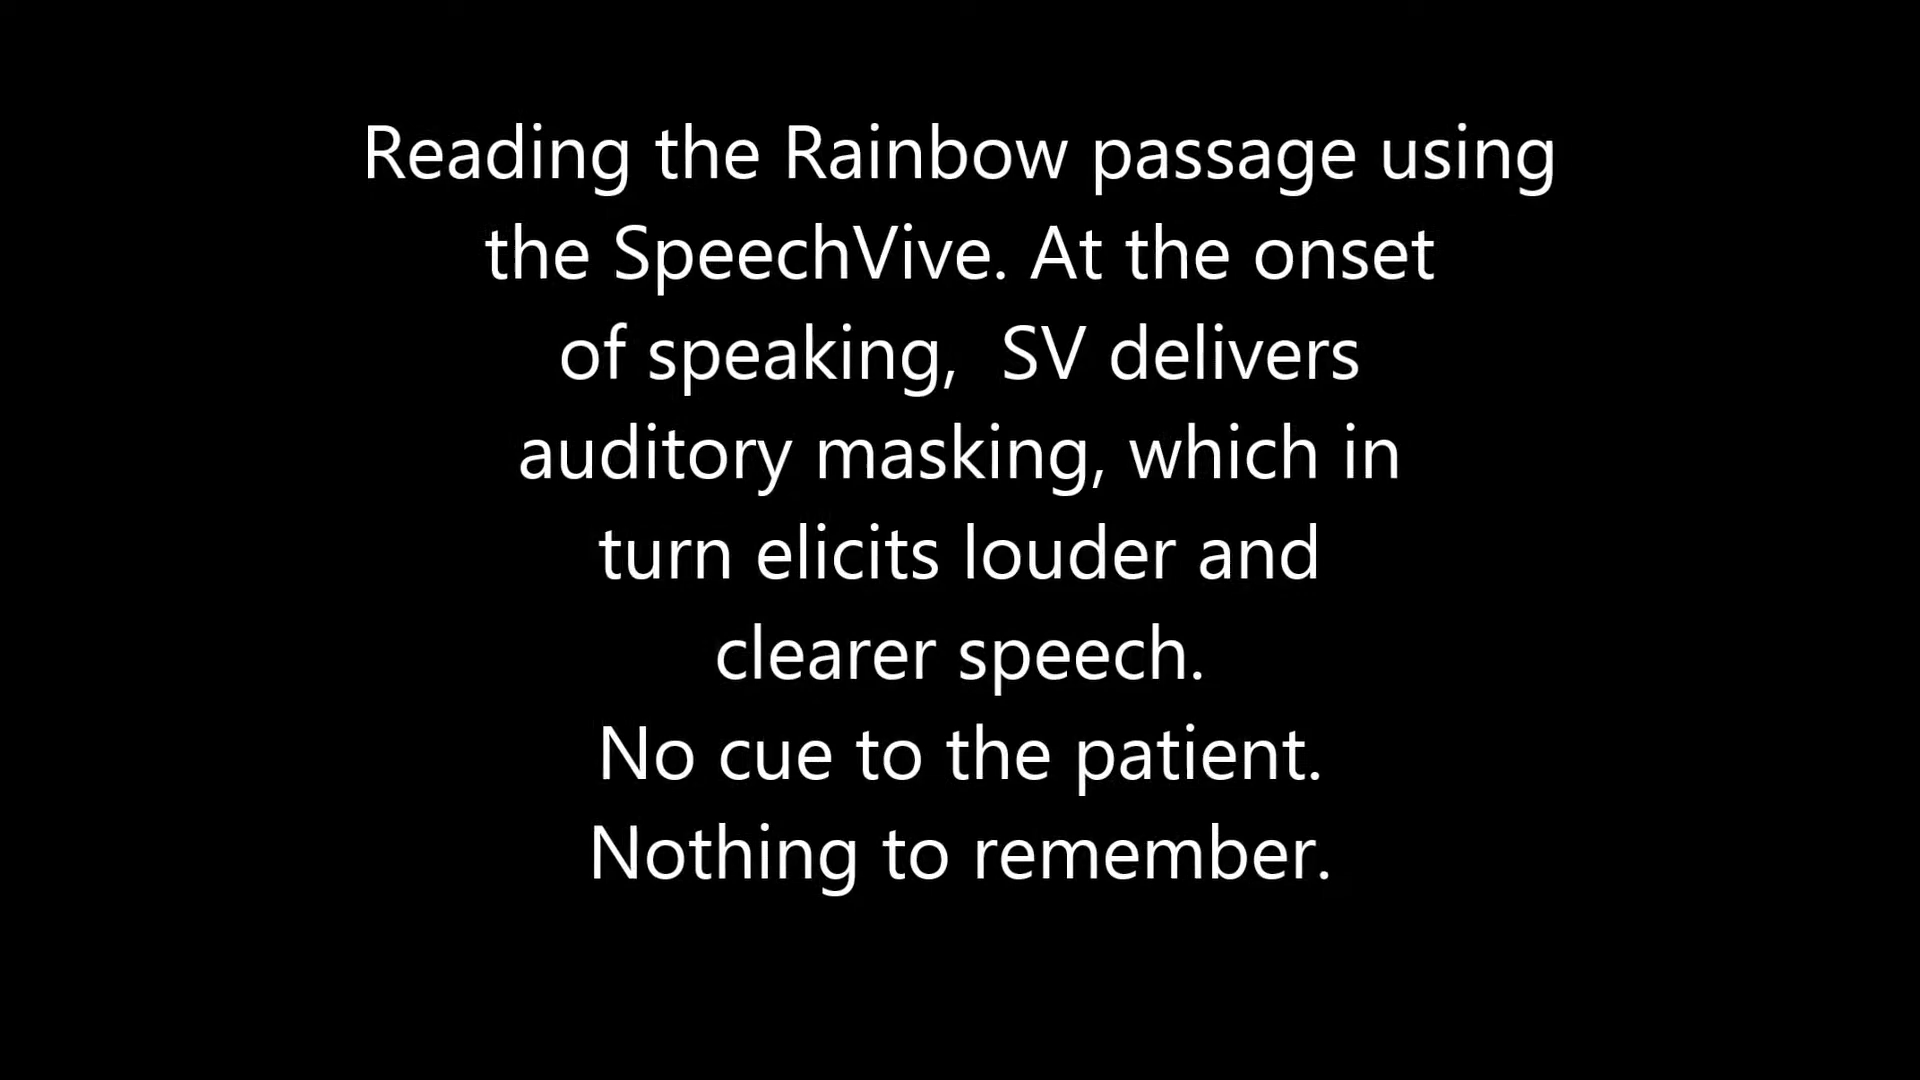 Reading the Rainbow passage using
the SpeechVive. At the onset
of speaking,  SV delivers
auditory masking, which in
turn elicits louder and
clearer speech.
No cue to the patient.
Nothing to remember.